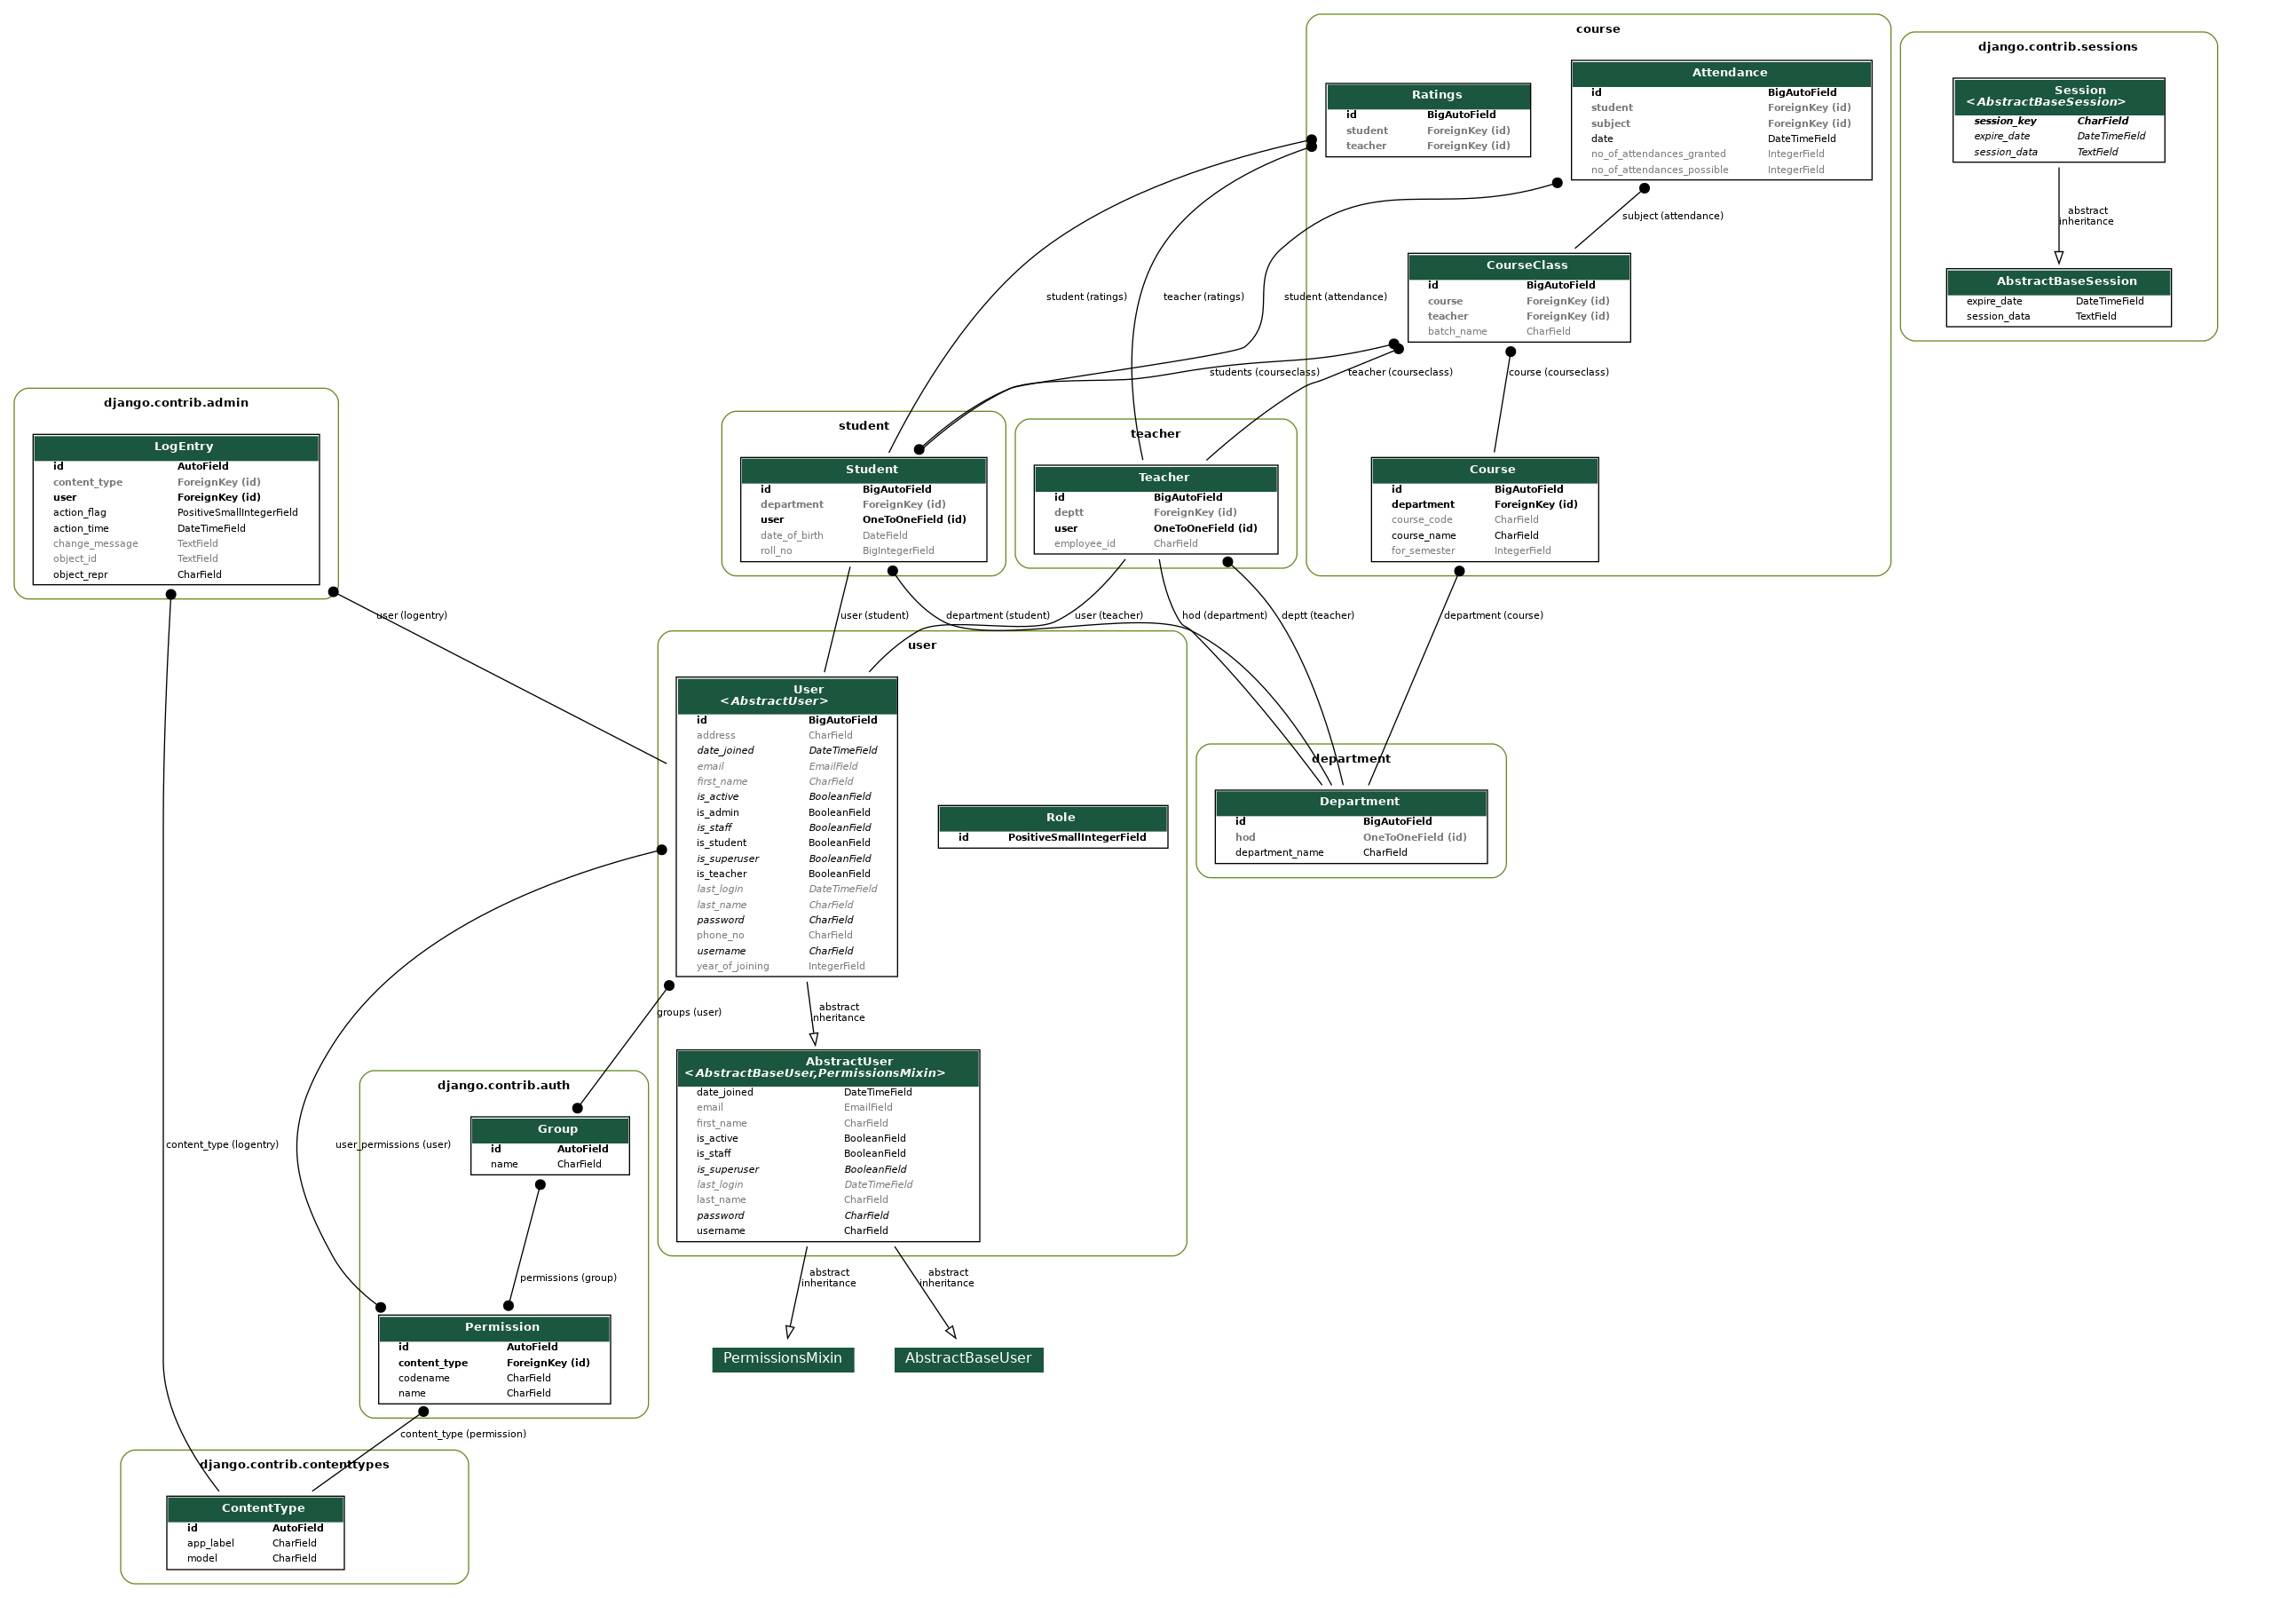 course
Ratings
id BigAutoField
student ForeignKey (id)
teacher ForeignKey (id)
Attendance
id BigAutoField
student ForeignKey (id)
subject ForeignKey (id)
date DateTimeField
no_of_attendances_granted IntegerField
no_of_attendances_possible IntegerField
subject (attendance)
CourseClass
id BigAutoField
course ForeignKey (id)
teacher ForeignKey (id)
batch_name CharField
student (ratings)
teacher (ratings)
student (attendance)
students (courseclass)
teacher (courseclass)
course (courseclass)
Course
id BigAutoField
department ForeignKey (id)
course_code CharField
course_name CharField
for_semester IntegerField
django.contrib.sessions
Session
<AbstractBaseSession>
session_key CharField
expire_date DateTimeField
session_data TextField
abstract
inheritance
AbstractBaseSession
expire_date DateTimeField
session_data TextField
django.contrib.admin
LogEntry
id AutoField
content_type ForeignKey (id)
user ForeignKey (id)
action_flag PositiveSmallIntegerField
action_time DateTimeField
change_message TextField
object_id TextField
object_repr CharField
student
Student
id BigAutoField
department ForeignKey (id)
user OneToOneField (id)
date_of_birth DateField
roll_no BigIntegerField
teacher
Teacher
id BigAutoField
deptt ForeignKey (id)
user OneToOneField (id)
employee_id CharField
user (logentry)
user (student)
department (student)
user (teacher)
hod (department)
deptt (teacher)
department (course)
user
User
<AbstractUser>
id BigAutoField
address CharField
date_joined DateTimeField
email EmailField
first_name CharField
is_active BooleanField
is_admin BooleanField
is_staff BooleanField
is_student BooleanField
is_superuser BooleanField
is_teacher BooleanField
last_login DateTimeField
last_name CharField
password CharField
phone_no CharField
username CharField
year_of_joining IntegerField
Role
id PositiveSmallIntegerField
department
Department
id BigAutoField
hod OneToOneField (id)
department_name CharField
groups (user)
abstract
inheritance
AbstractUser
<AbstractBaseUser,PermissionsMixin>
date_joined DateTimeField
email EmailField
first_name CharField
is_active BooleanField
is_staff BooleanField
is_superuser BooleanField
last_login DateTimeField
last_name CharField
password CharField
username CharField
django.contrib.auth
Group
id AutoField
name CharField
content_type (logentry)
user_permissions (user)
permissions (group)
Permission
id AutoField
content_type ForeignKey (id)
codename CharField
name CharField
abstract
inheritance
abstract
inheritance
PermissionsMixin
AbstractBaseUser
content_type (permission)
django.contrib.contenttypes
ContentType
id AutoField
app_label CharField
model CharField